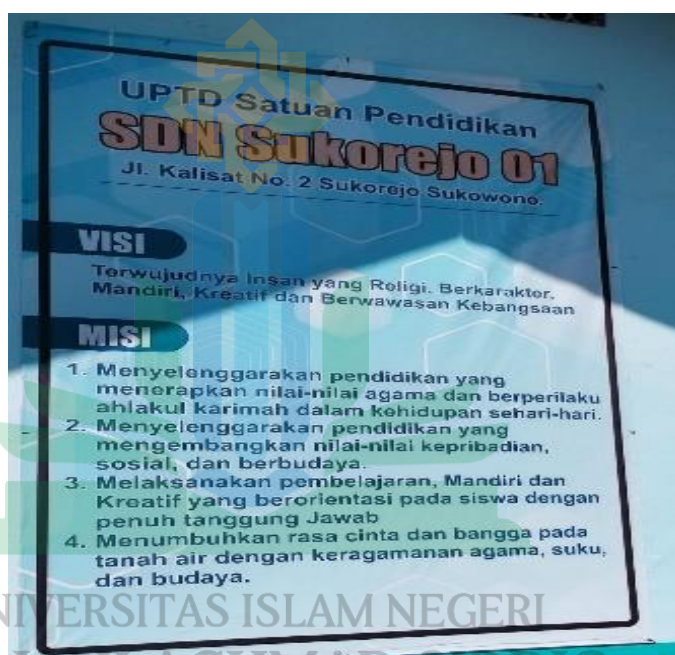 UPTD Satuan Pendidikan
SDN Sukorejo 01
Jl. Kalisat No. 2 Sukorejo Sukowono.
VISI
Terwujudnya Insan yang Religi. Berkarakter,
Mandiri, Kreatif dan Berwawasan Kebangsaan
MISI
1. Menyelenggarakan pendidikan yang
menerapkan nilai-nilai agama dan berperilaku
ahlakul karimah dalam kehidupan sehari-hari.
2. Menyelenggarakan pendidikan yang
mengembangkan nilai-nilai kepribadian,
sosial, dan berbudaya.
3. Melaksanakan pembelajaran, Mandiri dan
Kreatif yang berorientasi pada siswa dengan
penuh tanggung Jawab
4. Menumbuhkan rasa cinta dan bangga pada
tanah air dengan keragamanan agama, suku,
dan budaya.
UNIVERSITAS ISLAM NEGERI